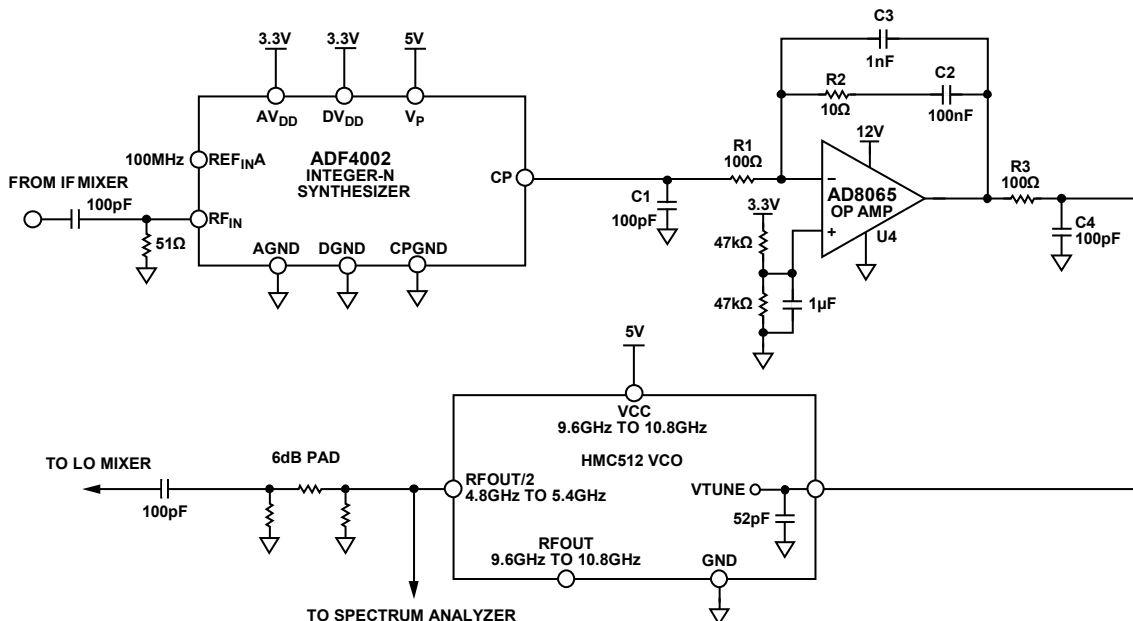 3.3V
3.3V
5V
AVDD
DVDD
VP
100MHz
REFINA
ADF4002
INTEGER-N
SYNTHESIZER
CP
FROM IF MIXER
100pF
RFIN
51Ω
AGND
DGND
CPGND
C1
100pF
R1
100Ω
C3
1nF
R2
10Ω
C2
100nF
12V
−
AD8065
OP AMP
+
U4
3.3V
47kΩ
47kΩ
1µF
R3
100Ω
C4
100pF
5V
VCC
9.6GHz TO 10.8GHz
HMC512 VCO
TO LO MIXER
6dB PAD
100pF
RFOUT/2
4.8GHz TO 5.4GHz
VTUNE
52pF
RFOUT
9.6GHz TO 10.8GHz
GND
TO SPECTRUM ANALYZER